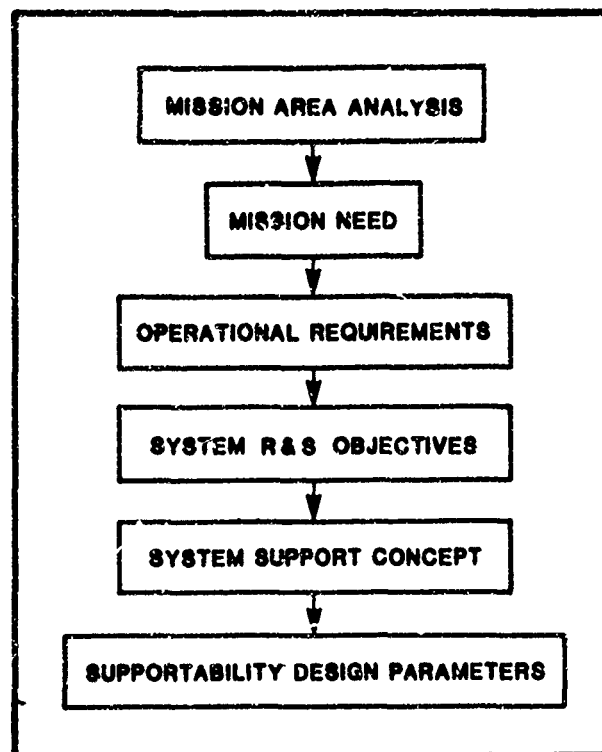 MISSION AREA ANALYSIS
MISSION NEED
OPERATIONAL REQUIREMENTS
SYSTEM R & S OBJECTIVES
SYSTEM SUPPORT CONCEPT
SUPPORTABILITY DESIGN PARAMETERS